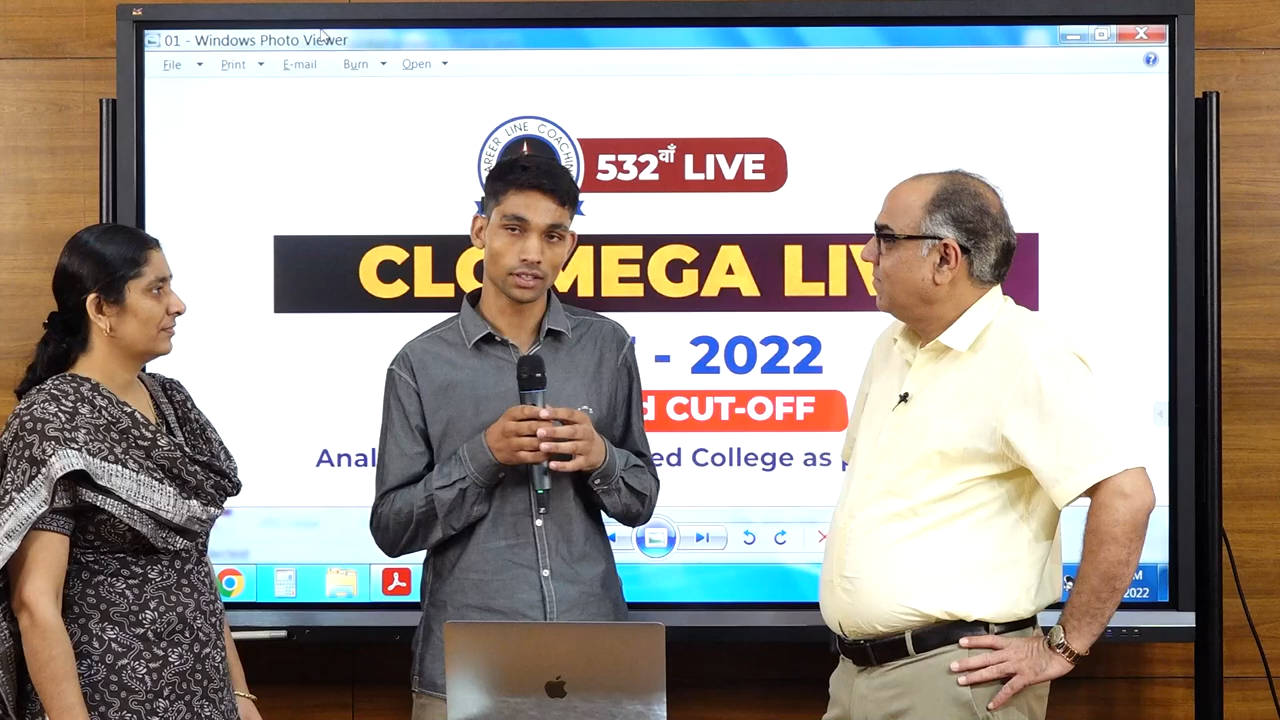 01 - Windows Photo Viewer
File Print E-mail Burn Open
CAREER LINE COACHING
532वाँ LIVE
CLC MEGA LIV
- 2022
d CUT-OFF
Anal ed College as p
M
2022